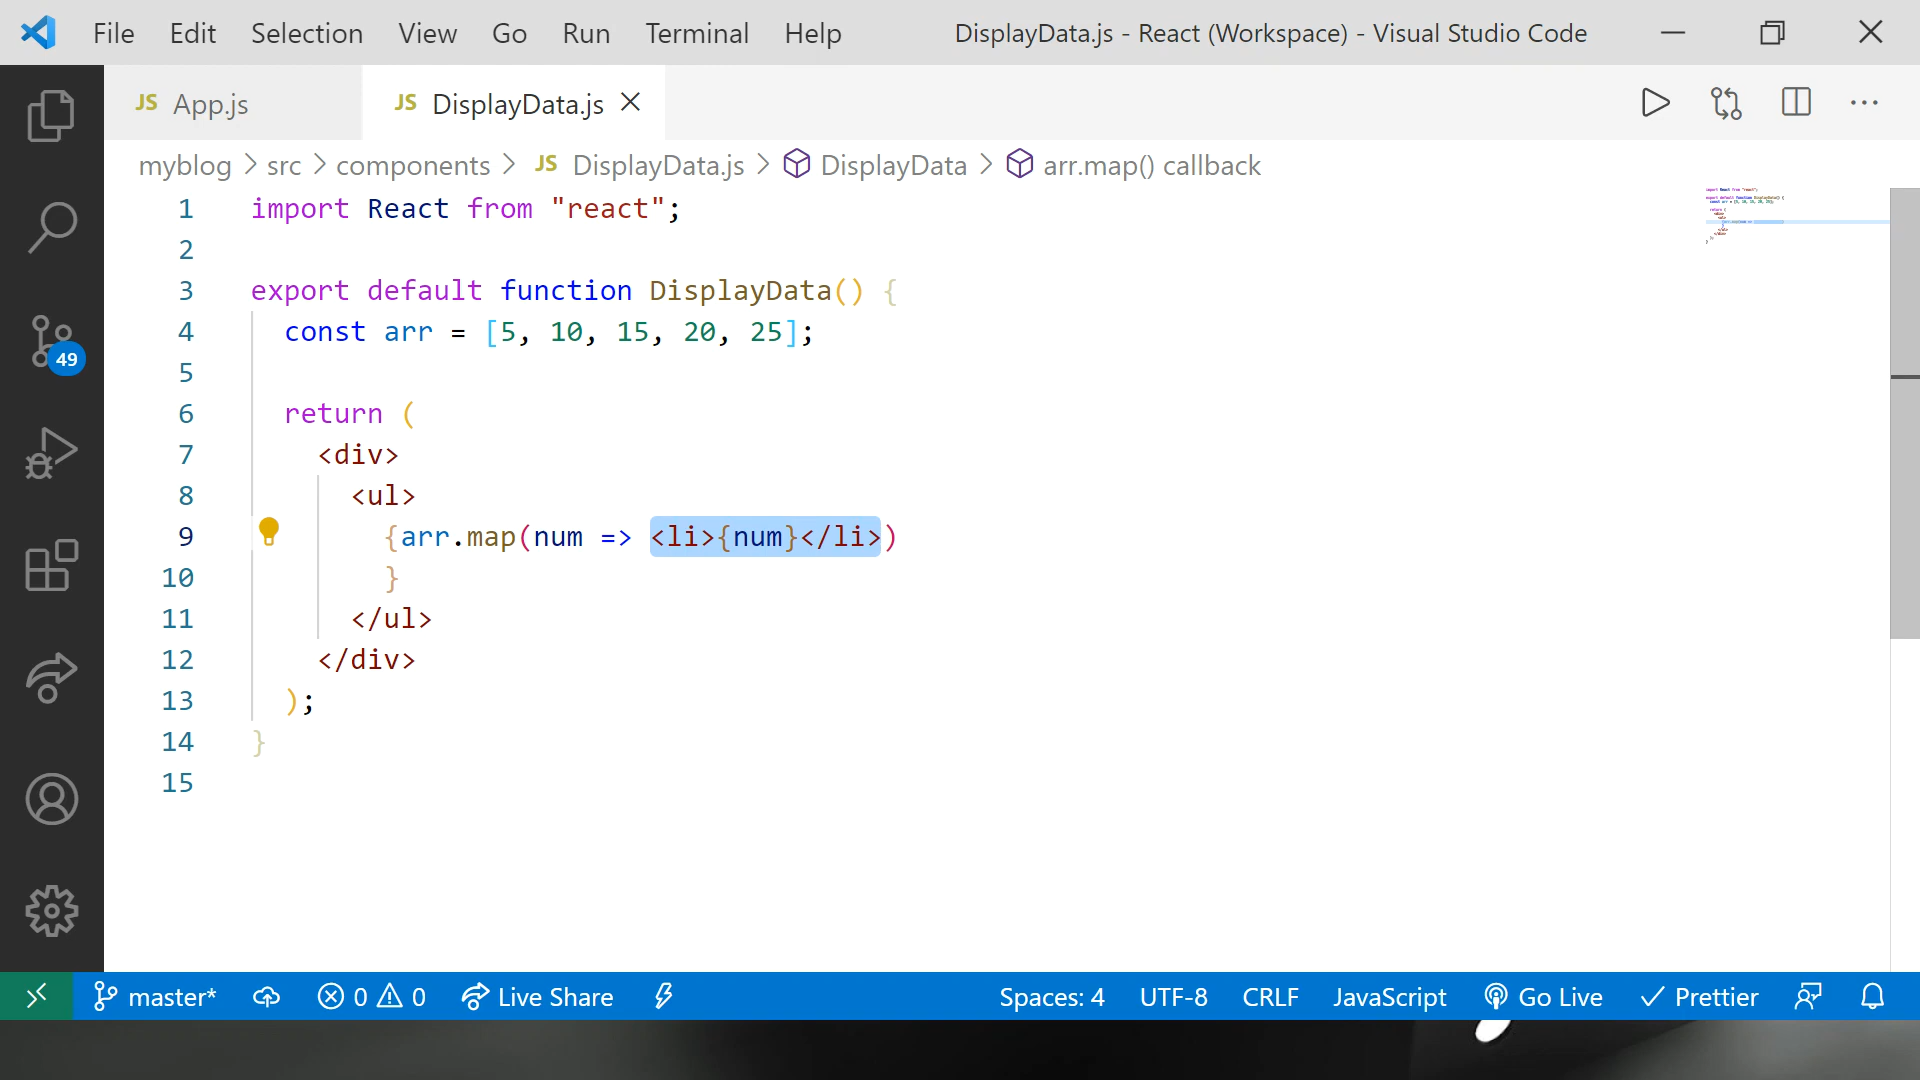 File Edit Selection View Go Run Terminal Help DisplayData.js - React (Workspace) - Visual Studio Code
JS App.js JS DisplayData.js
myblog > src > components > JS DisplayData.js > DisplayData > arr.map() callback
1 import React from "react";
2
3 export default function DisplayData() {
4 const arr = [5, 10, 15, 20, 25];
5
6 return (
7 <div>
8 <ul>
9 {arr.map(num => <li>{num}</li>)
10 }
11 </ul>
12 </div>
13 );
14 }
15
49
master* 0 0 Live Share Spaces: 4 UTF-8 CRLF JavaScript Go Live Prettier